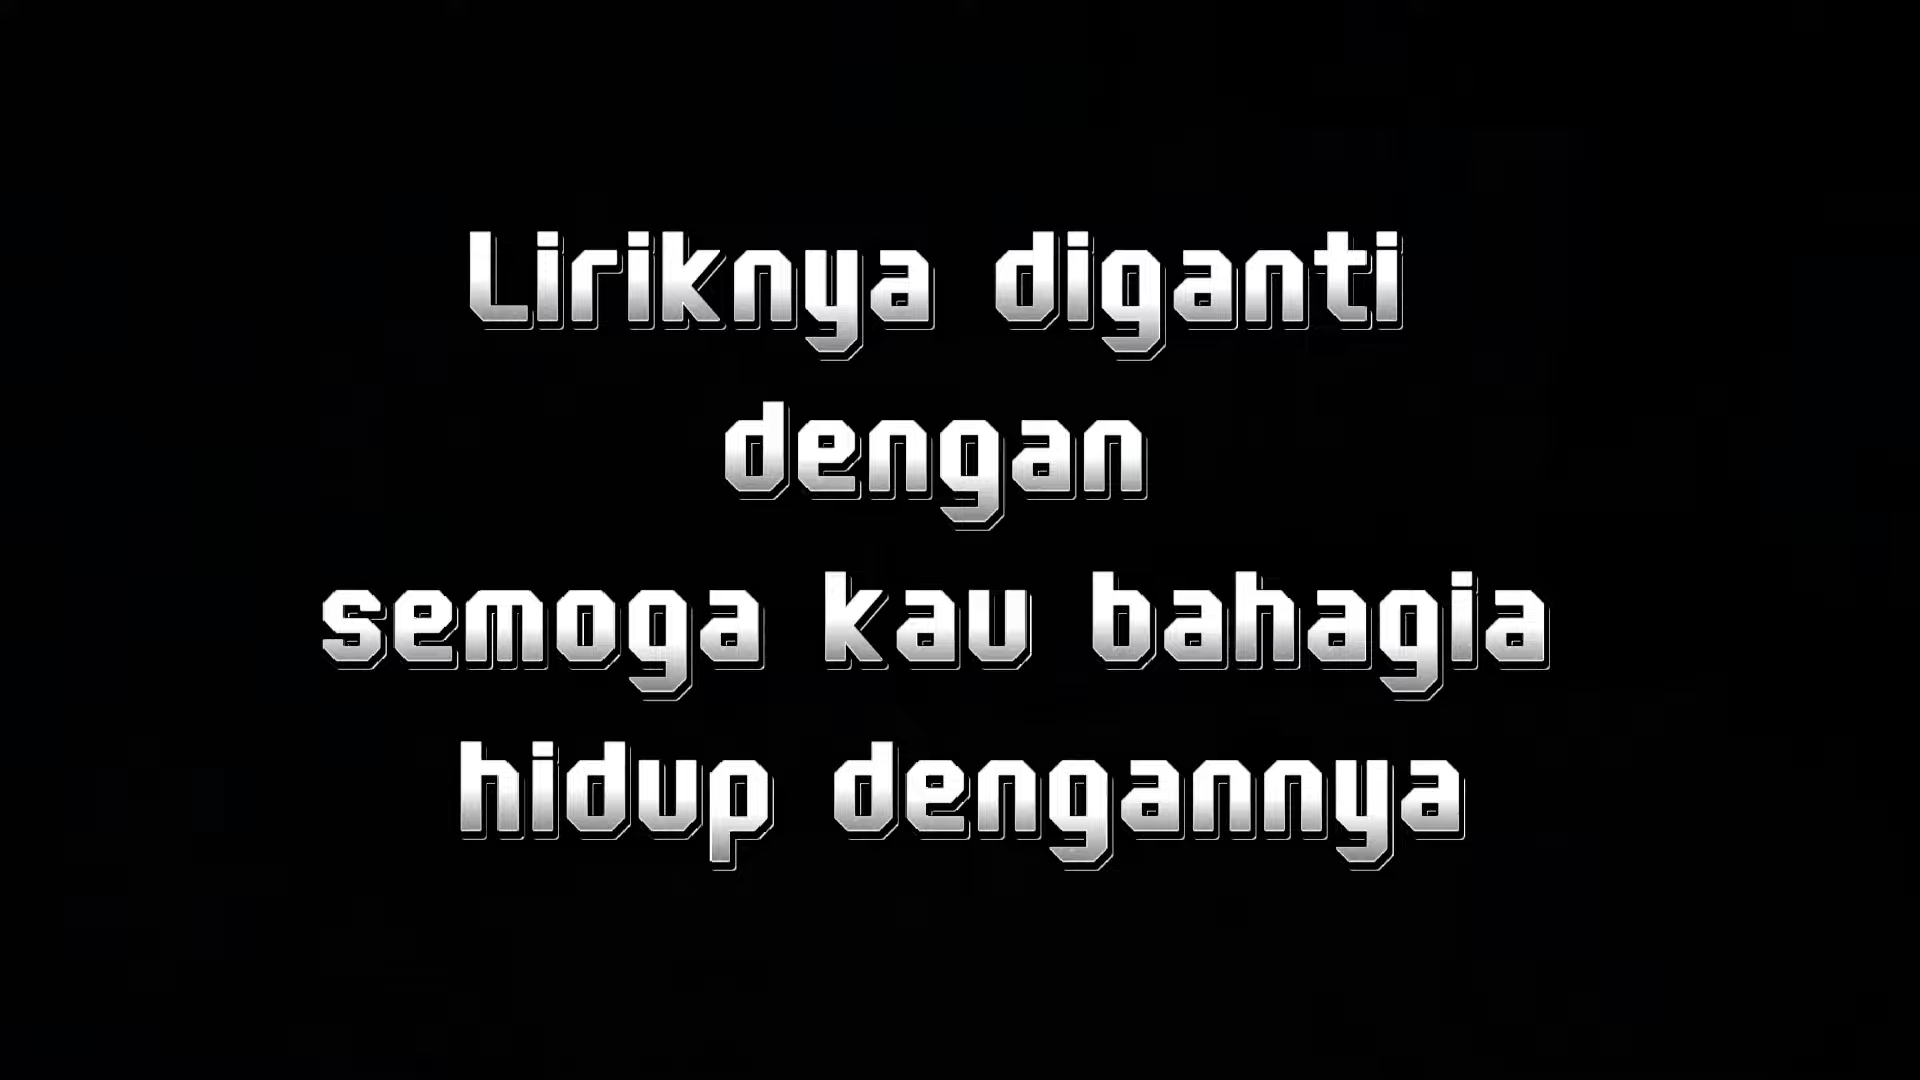 Liriknya diganti
dengan
semoga kau bahagia
hidup dengannya